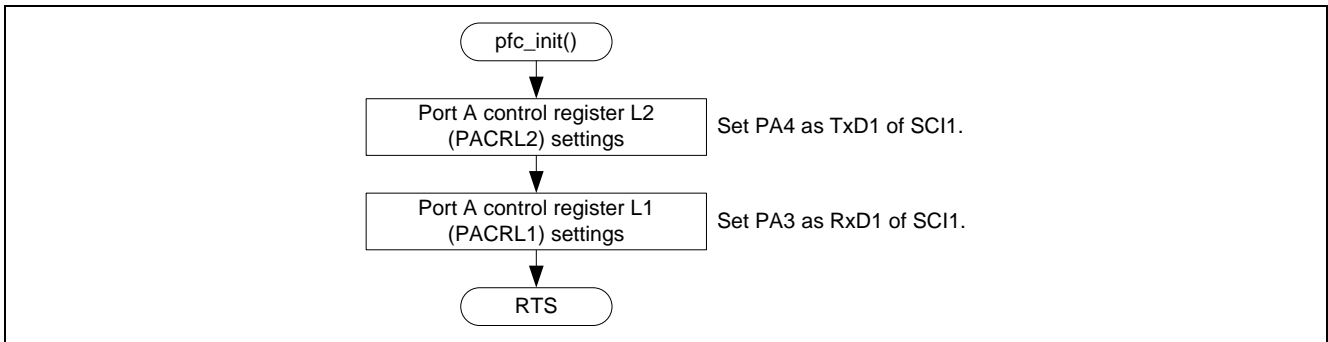 pfc_init()
Port A control register L2
(PACRL2) settings
Set PA4 as TxD1 of SCI1.
Port A control register L1
(PACRL1) settings
Set PA3 as RxD1 of SCI1.
RTS